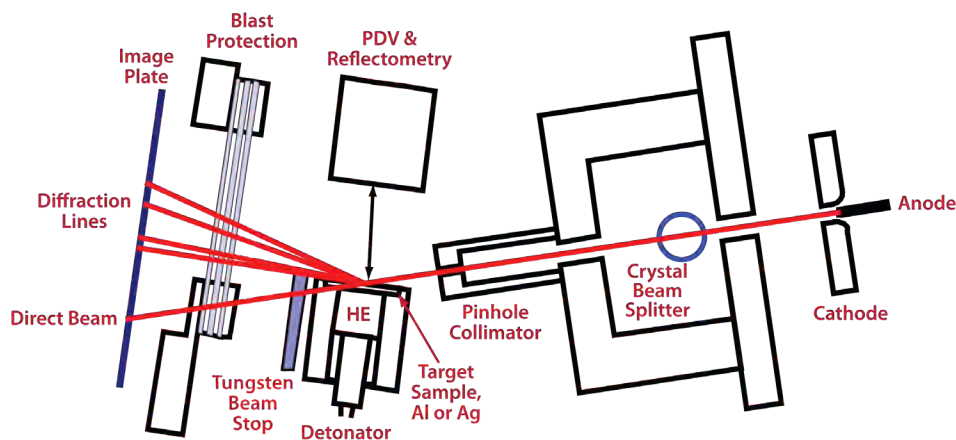 Blast
Protection
PDV &
Reflectometry
Image
Plate
Diffraction
Lines
Anode
Crystal
Beam
Splitter
Cathode
Pinhole
Collimator
Direct Beam
HE
Target
Sample,
Al or Ag
Tungsten
Beam
Stop
Detonator